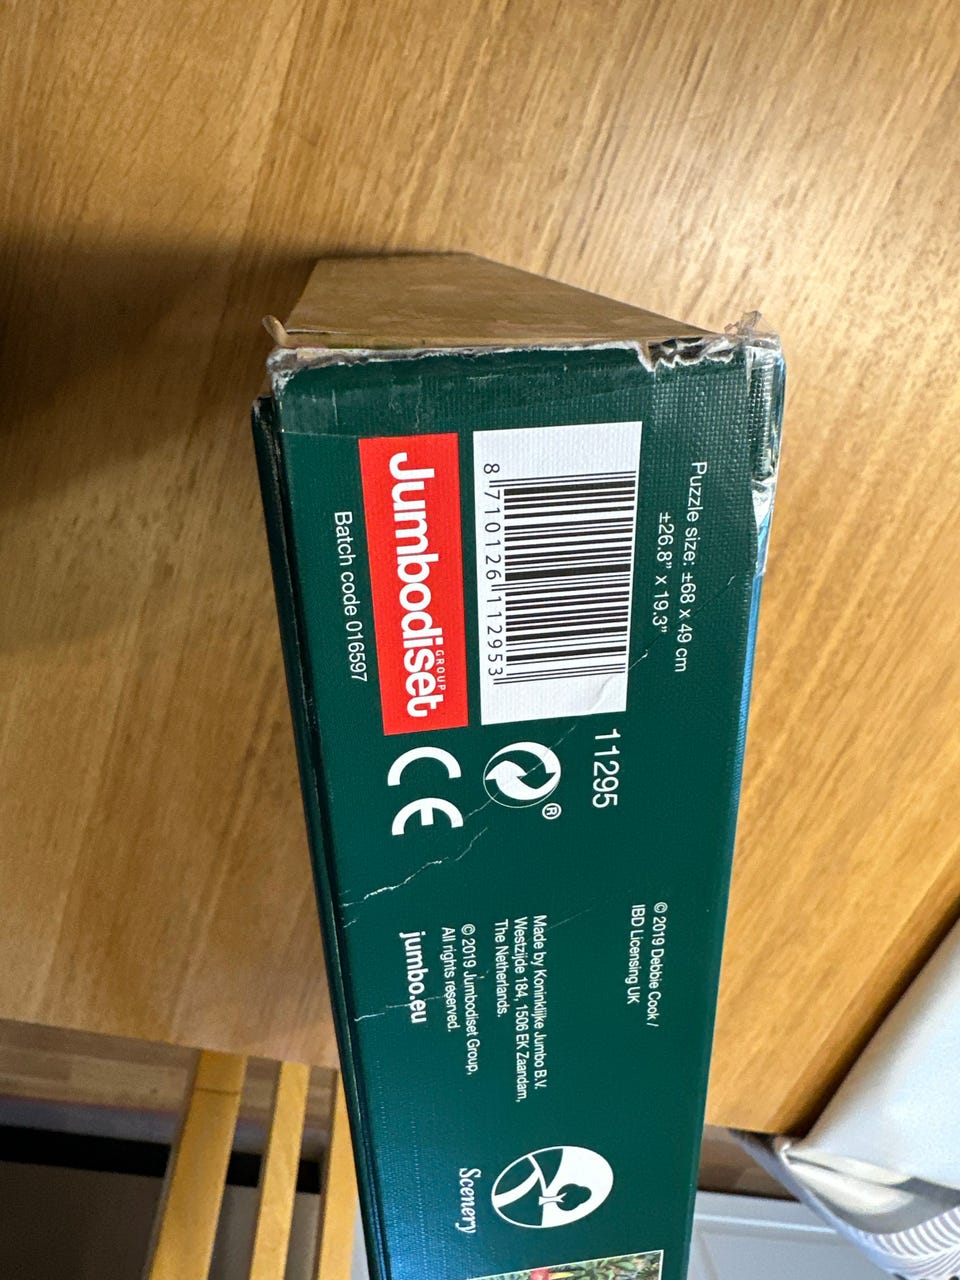 Puzzle size: ±68 x 49 cm
±26.8” x 19.3”
8 710126 112953
11295
Jumbodiset
GROUP
Batch code 016597
®
CE
© 2019 Debbie Cook /
IBD Licensing UK
Made by Koninklijke Jumbo B.V.
Westzijde 184, 1506 EK Zaandam,
The Netherlands.
© 2019 Jumbodiset Group,
All rights reserved.
jumbo.eu
Scenery